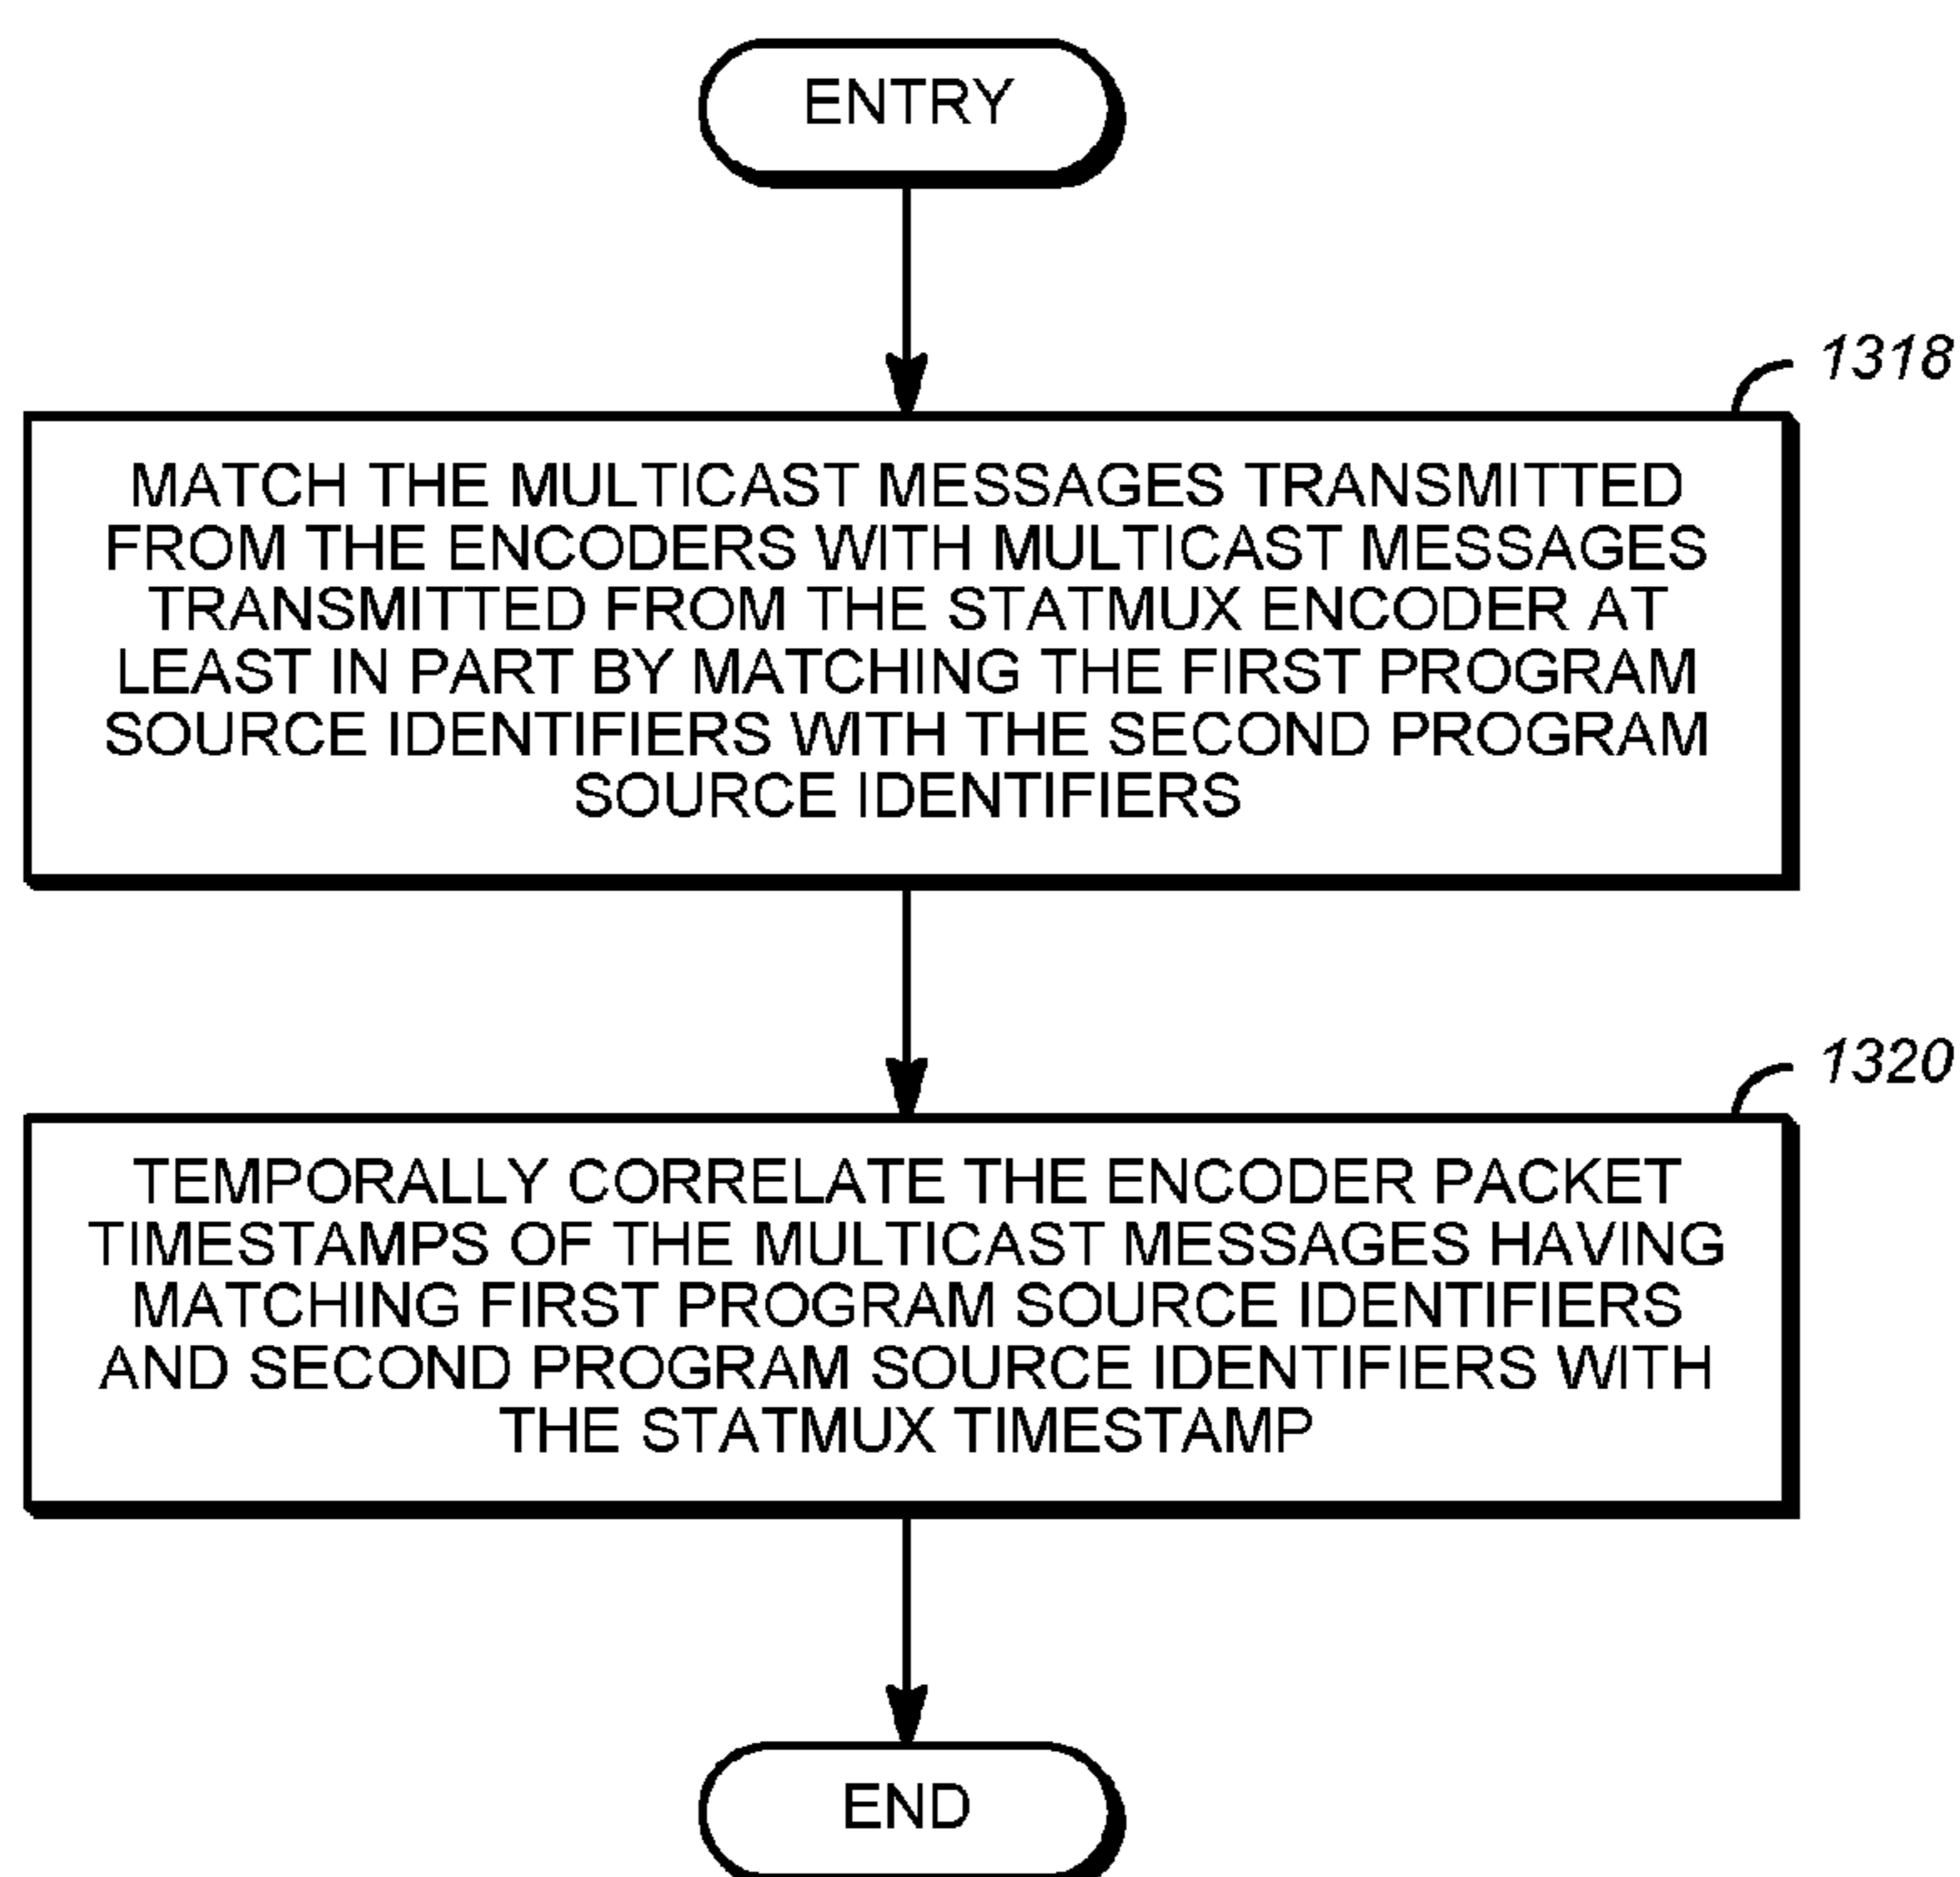 ENTRY
1318
MATCH THE MULTICAST MESSAGES TRANSMITTED
FROM THE ENCODERS WITH MULTICAST MESSAGES
TRANSMITTED FROM THE STATMUX ENCODER AT
LEAST IN PART BY MATCHING THE FIRST PROGRAM
SOURCE IDENTIFIERS WITH THE SECOND PROGRAM
SOURCE IDENTIFIERS
1320
TEMPORALLY CORRELATE THE ENCODER PACKET
TIMESTAMPS OF THE MULTICAST MESSAGES HAVING
MATCHING FIRST PROGRAM SOURCE IDENTIFIERS
AND SECOND PROGRAM SOURCE IDENTIFIERS WITH
THE STATMUX TIMESTAMP
END